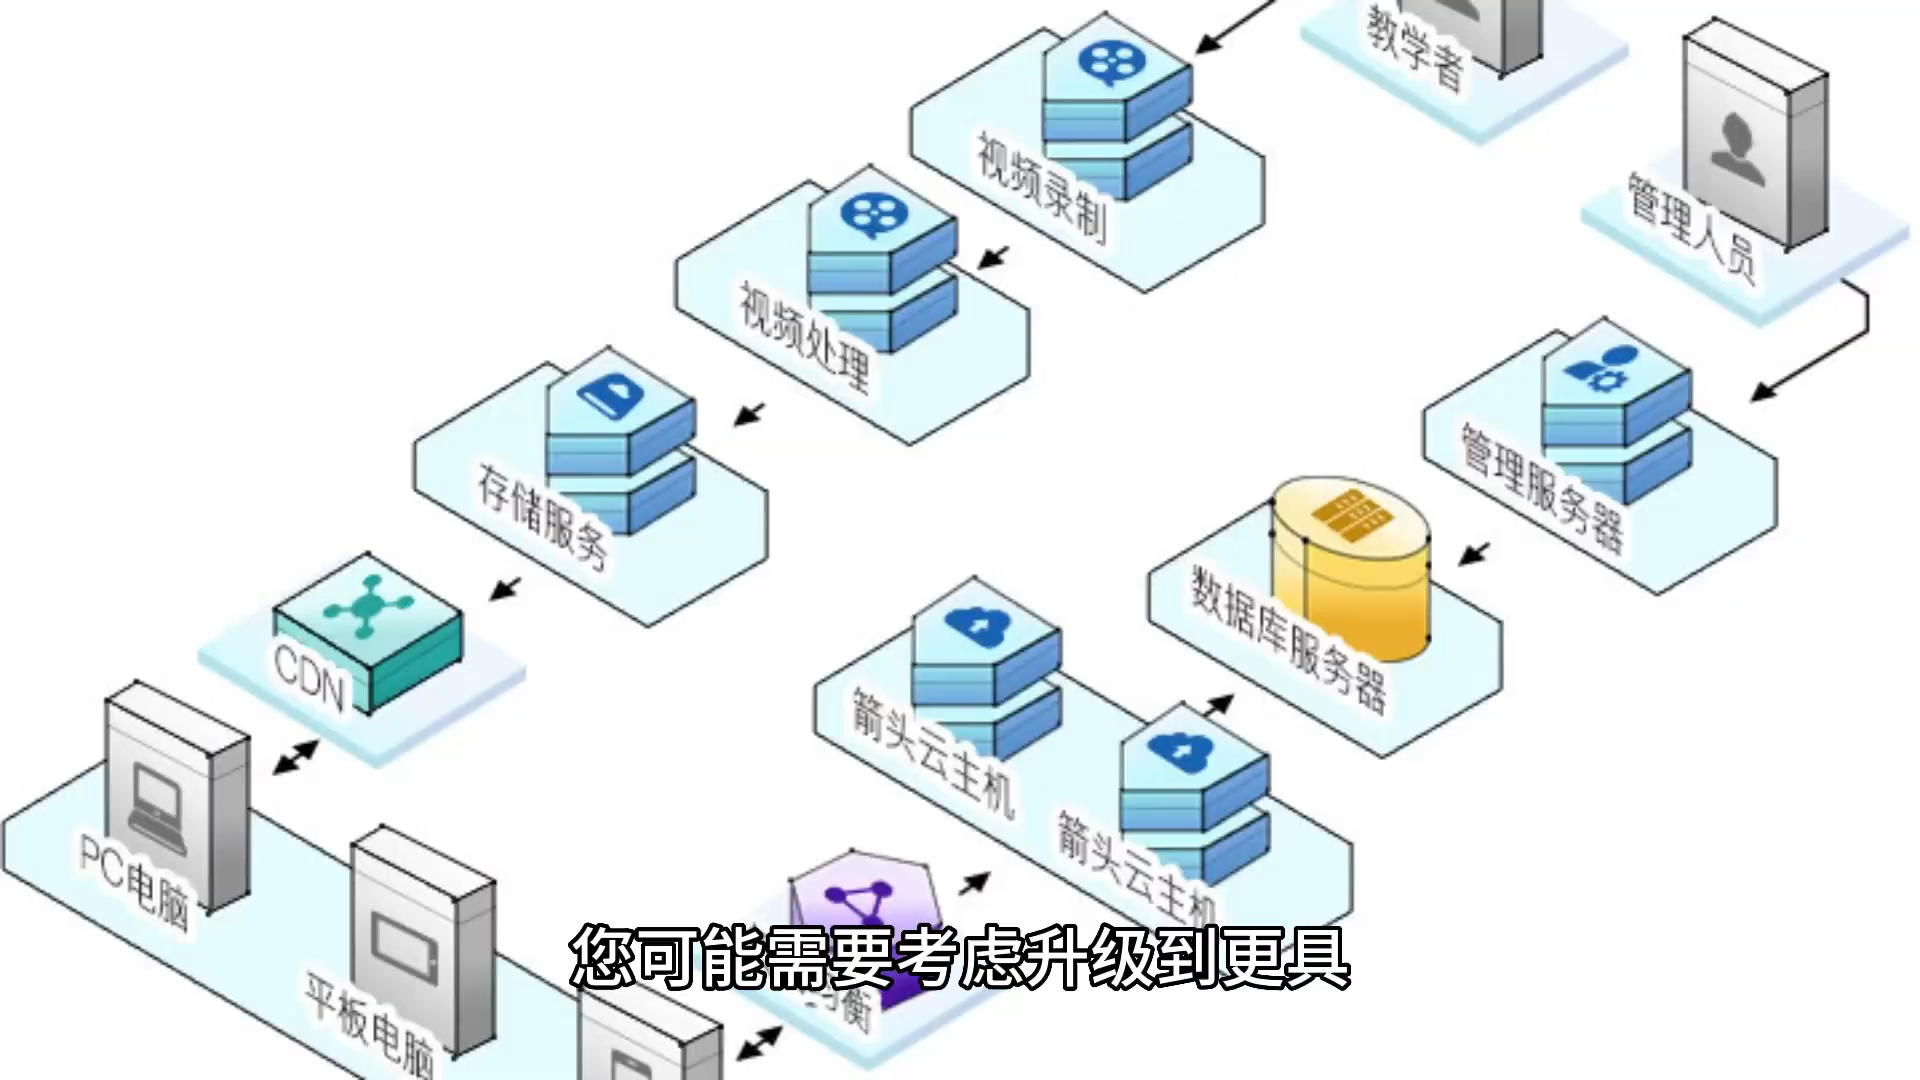 教学者
视频录制
管理人员
视频处理
存储服务
管理服务器
数据库服务器
CDN
箭头云主机
箭头云主机
PC电脑
平板电脑
衡
您可能需要考虑升级到更具